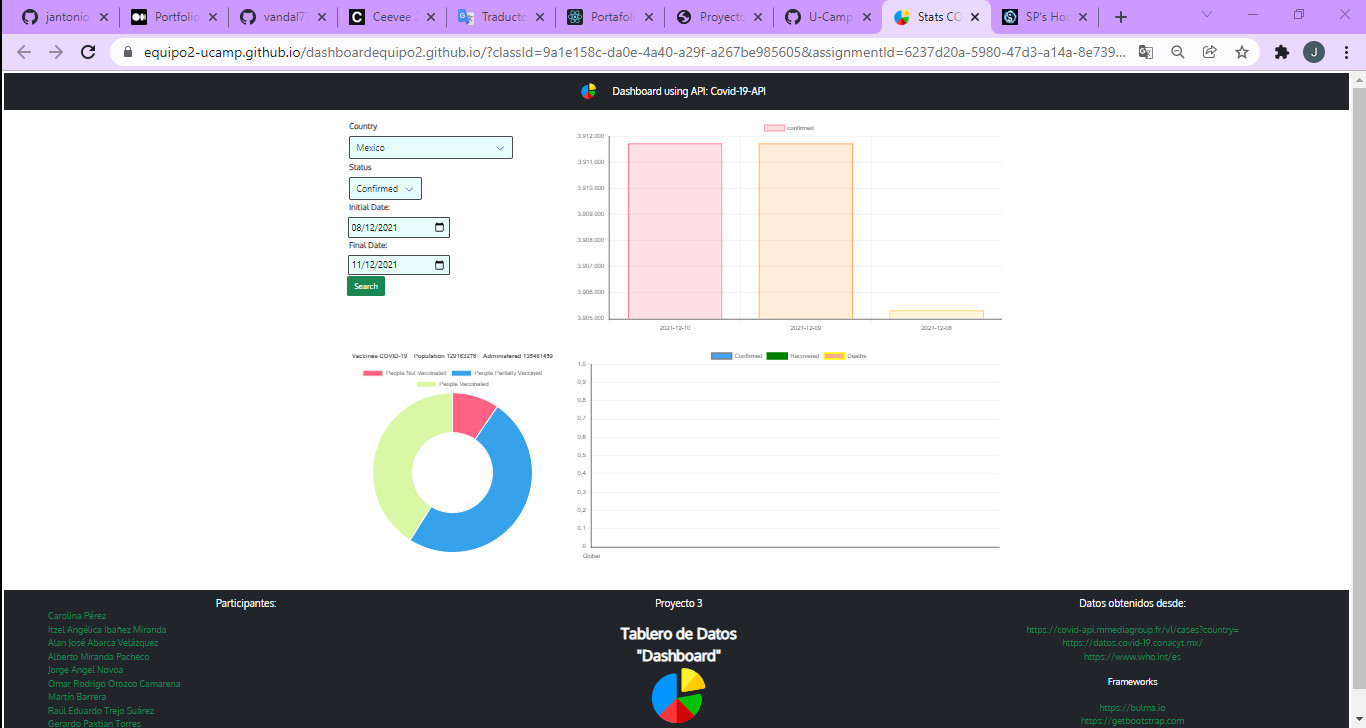 jantonio
Portfolio
vandal7
Ceevee
Traducto
Portafol
Proyecto
U-Camp
Stats CC
SP's Hou
equipo2-ucamp.github.io/dashboardequipo2.github.io/?classId=9a1e158c-da0e-4a40-a29f-a267be985605&assignmentId=6237d20a-5980-47d3-a14a-8e739...
J
Dashboard using API: Covid-19-API
Country
Mexico
Status
Confirmed
Initial Date:
08/12/2021
Final Date:
11/12/2021
Search
confirmed
3.912.000
3.911.000
3.910.000
3.909.000
3.908.000
3.907.000
3.906.000
3.905.000
2021-12-10
2021-12-09
2021-12-08
Vaccines COVID-19 Population 129163276 Administered 135481459
People Not Vaccinated
People Partially Vaccined
People Vaccinated
Confirmed
Recovered
Deaths
1,0
0,9
0,8
0,7
0,6
0,5
0,4
0,3
0,2
0,1
0
Global
Participantes:
Carolina Pérez
Itzel Angélica Ibañez Miranda
Alan José Abarca Velázquez
Alberto Miranda Pacheco
Jorge Angel Novoa
Omar Rodrigo Orozco Camarena
Martín Barrera
Raúl Eduardo Trejo Suárez
Gerardo Paxtian Torres
Proyecto 3
Tablero de Datos
"Dashboard"
Datos obtenidos desde:
https://covid-api.mmediagroup.fr/v1/cases?country=
https://datos.covid-19.conacyt.mx/
https://www.who.int/es
Frameworks
https://bulma.io
https://getbootstrap.com